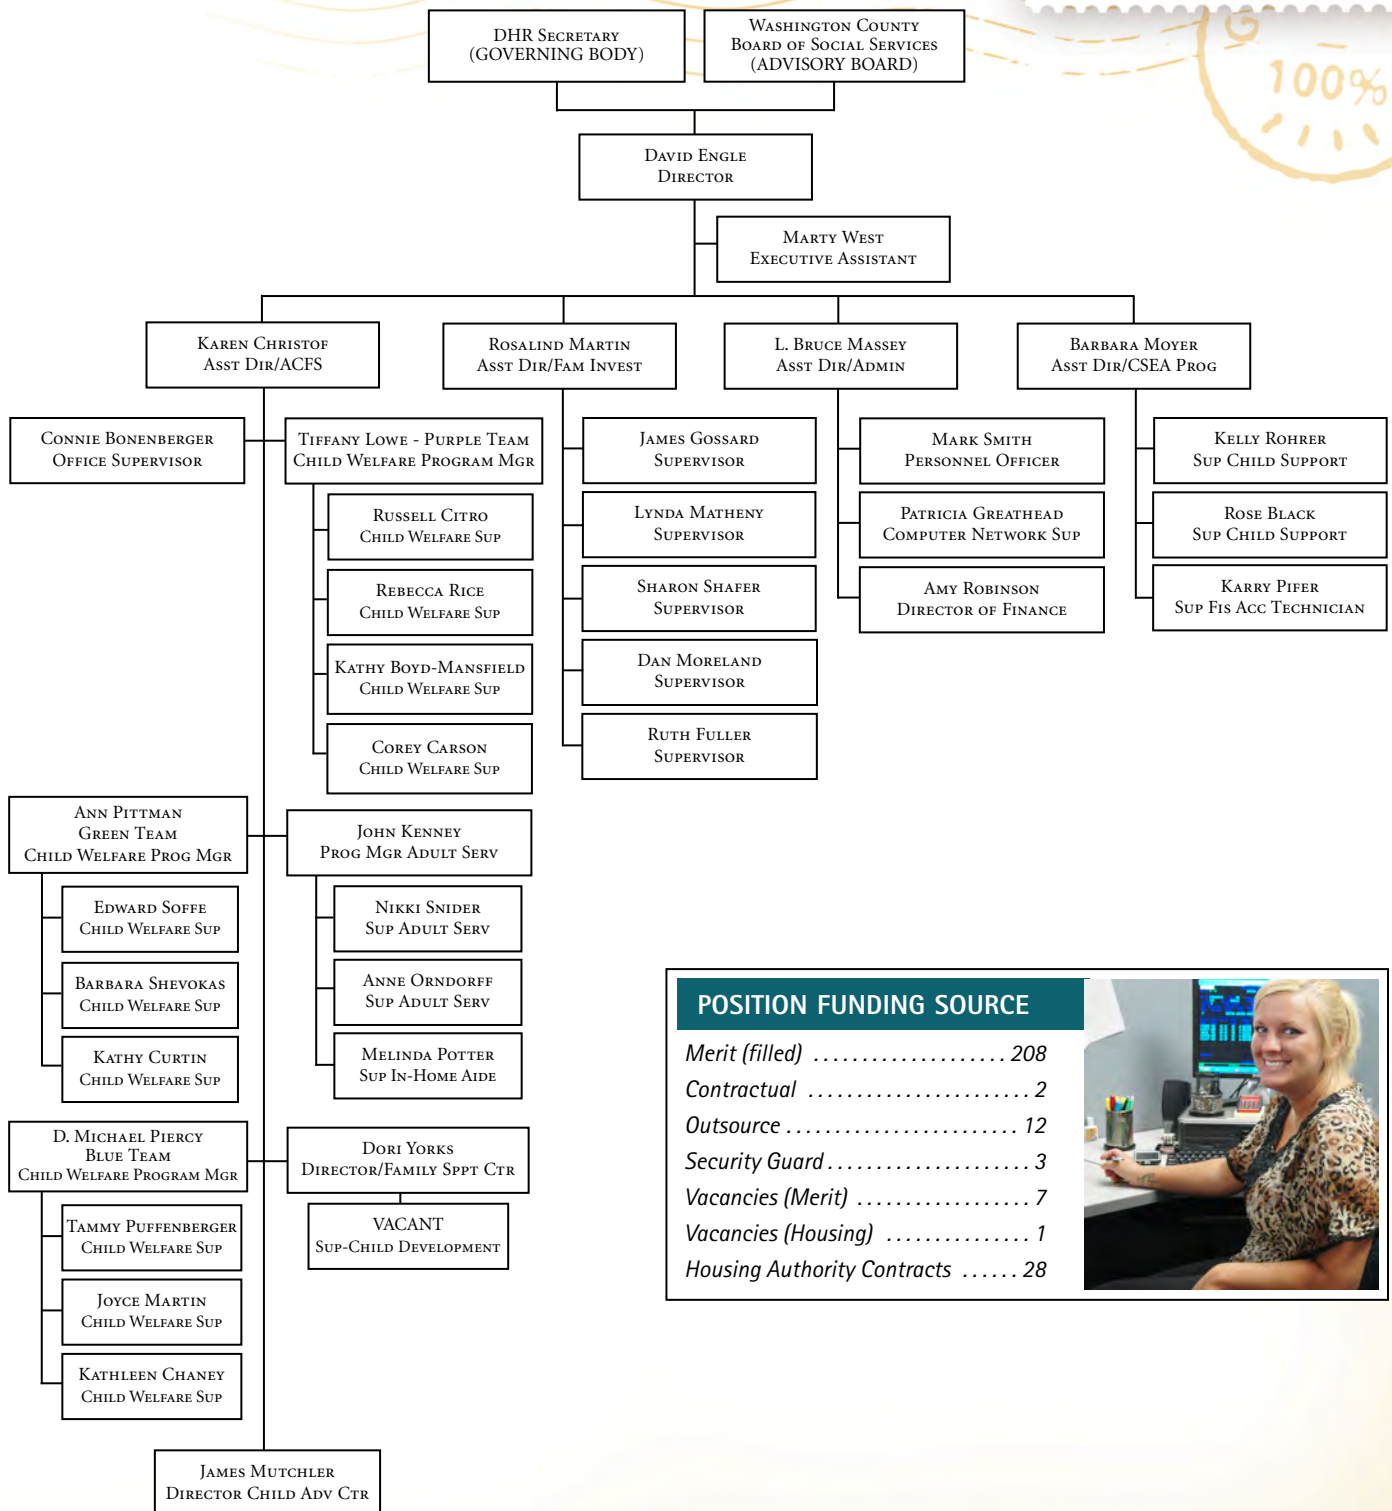 DHR Secretary
(GOVERNING BODY)
Washington County
Board of Social Services
(ADVISORY BOARD)
100%
David Engle
Director
Marty West
Executive Assistant
Karen Christof
Asst Dir/ACFS
Rosalind Martin
Asst Dir/Fam Invest
L. Bruce Massey
Asst Dir/Admin
Barbara Moyer
Asst Dir/CSEA Prog
Connie Bonenberger
Office Supervisor
Tiffany Lowe - Purple Team
Child Welfare Program Mgr
Russell Citro
Child Welfare Sup
Rebecca Rice
Child Welfare Sup
Kathy Boyd-Mansfield
Child Welfare Sup
Corey Carson
Child Welfare Sup
James Gossard
Supervisor
Lynda Matheny
Supervisor
Sharon Shafer
Supervisor
Dan Moreland
Supervisor
Ruth Fuller
Supervisor
Mark Smith
Personnel Officer
Patricia Greathead
Computer Network Sup
Amy Robinson
Director of Finance
Kelly Rohrer
Sup Child Support
Rose Black
Sup Child Support
Karry Pifer
Sup Fis Acc Technician
Ann Pittman
Green Team
Child Welfare Prog Mgr
Edward Soffe
Child Welfare Sup
Barbara Shevokas
Child Welfare Sup
Kathy Curtin
Child Welfare Sup
John Kenney
Prog Mgr Adult Serv
Nikki Snider
Sup Adult Serv
Anne Orndorff
Sup Adult Serv
Melinda Potter
Sup In-Home Aide
D. Michael Piercy
Blue Team
Child Welfare Program Mgr
Tammy Puffenberger
Child Welfare Sup
Joyce Martin
Child Welfare Sup
Kathleen Chaney
Child Welfare Sup
Dori Yorks
Director/Family Sppt Ctr
VACANT
Sup-Child Development
James Mutchler
Director Child Adv Ctr
POSITION FUNDING SOURCE
Merit (filled) .................... 208
Contractual ....................... 2
Outsource ........................ 12
Security Guard .................... 3
Vacancies (Merit) ................. 7
Vacancies (Housing) ............... 1
Housing Authority Contracts ...... 28